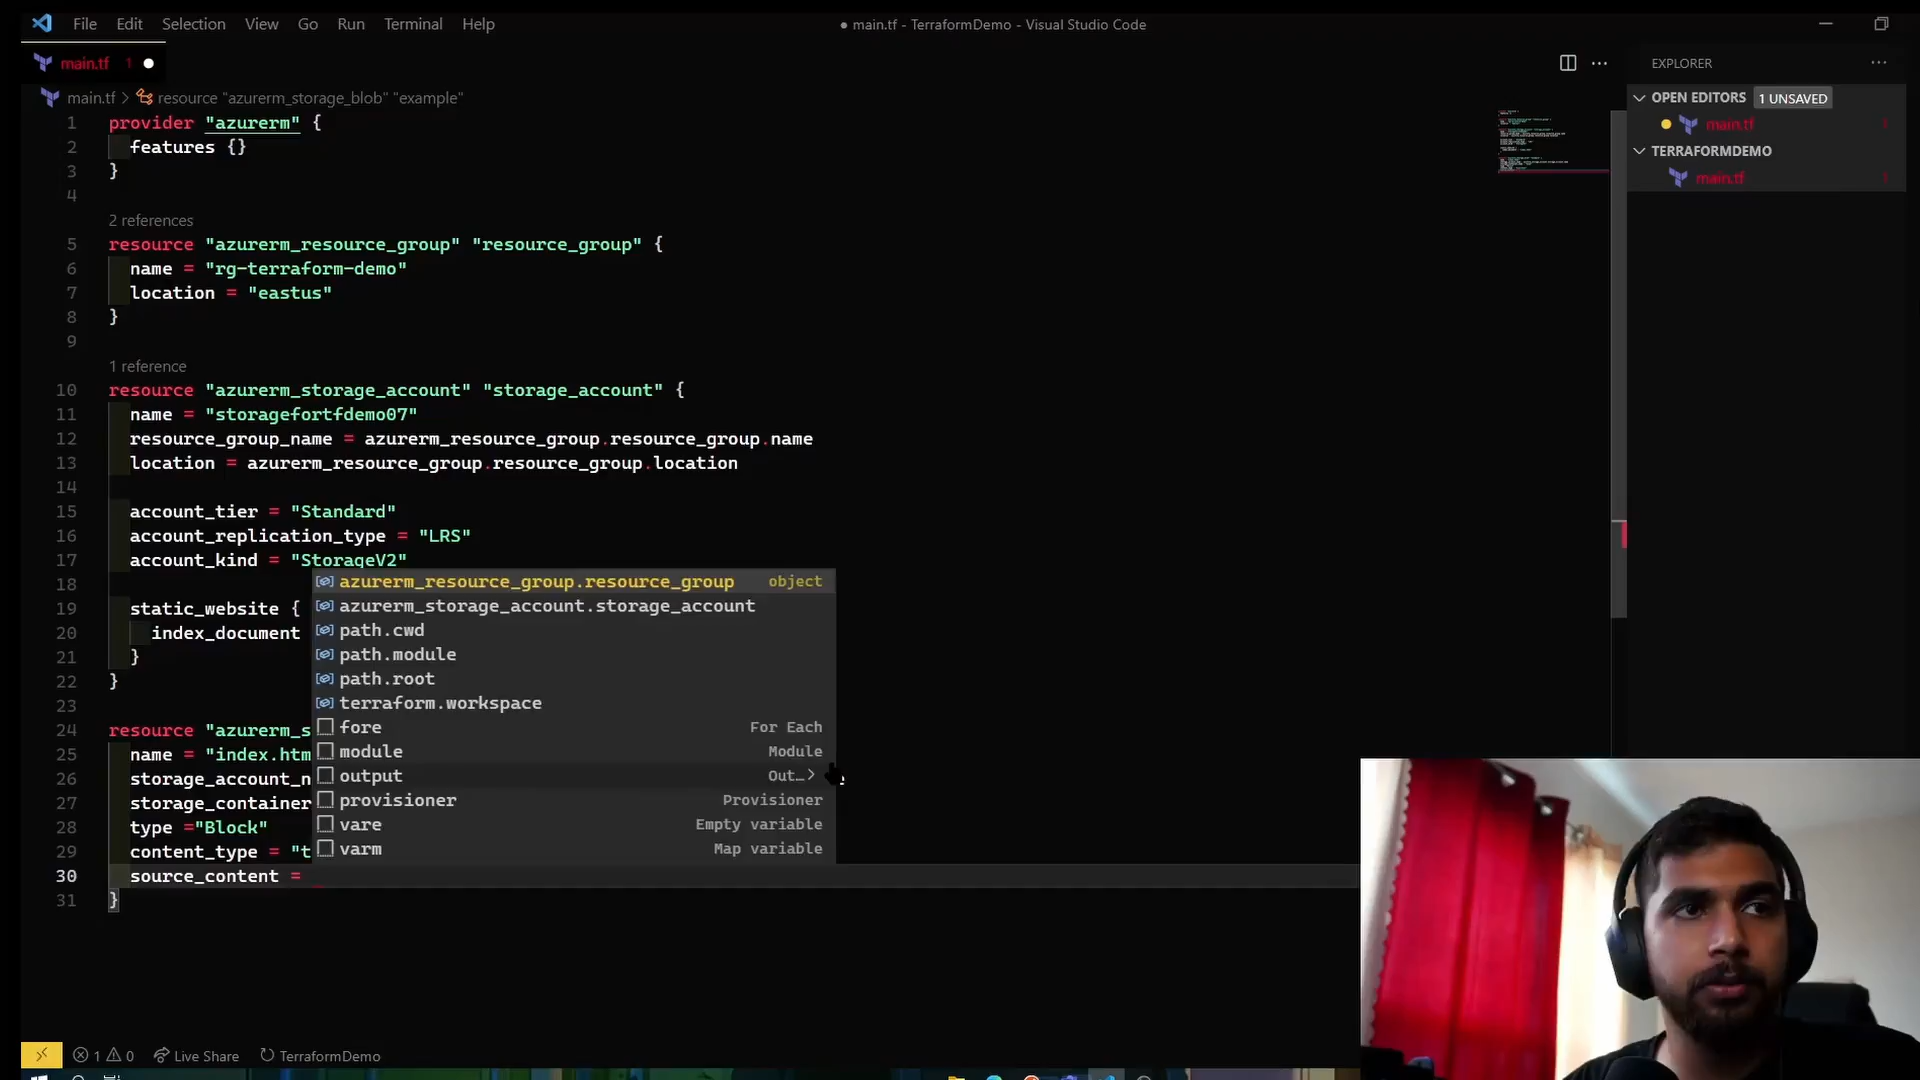 File Edit Selection View Go Run Terminal Help
● main.tf - TerraformDemo - Visual Studio Code
main.tf 1
EXPLORER
main.tf > resource "azurerm_storage_blob" "example"
OPEN EDITORS 1 UNSAVED
main.tf 1
TERRAFORMDEMO
main.tf 1
1 provider "azurerm" {
2 features {}
3 }
4
2 references
5 resource "azurerm_resource_group" "resource_group" {
6 name = "rg-terraform-demo"
7 location = "eastus"
8 }
9
1 reference
10 resource "azurerm_storage_account" "storage_account" {
11 name = "storagefortfdemo07"
12 resource_group_name = azurerm_resource_group.resource_group.name
13 location = azurerm_resource_group.resource_group.location
14
15 account_tier = "Standard"
16 account_replication_type = "LRS"
17 account_kind = "StorageV2"
18
19 static_website {
20 index_document
21 }
22 }
23
24 resource "azurerm_s
25 name = "index.htm
26 storage_account_n
27 storage_container
28 type ="Block"
29 content_type = "t
30 source_content =
31 }
azurerm_resource_group.resource_group object
azurerm_storage_account.storage_account
path.cwd
path.module
path.root
terraform.workspace
fore For Each
module Module
output Out…>
provisioner Provisioner
vare Empty variable
varm Map variable
1 0 Live Share TerraformDemo